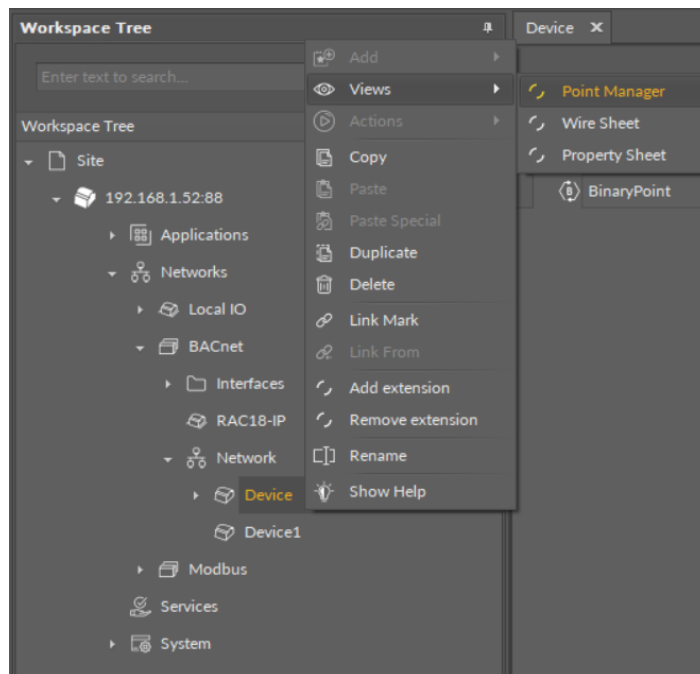 Workspace Tree
Enter text to search...
Workspace Tree
Site
192.168.1.52:88
Applications
Networks
Local IO
BACnet
Interfaces
RAC18-IP
Network
Device
Device1
Modbus
Services
System
Add
Views
Actions
Copy
Paste
Paste Special
Duplicate
Delete
Link Mark
Link From
Add extension
Remove extension
Rename
Show Help
Device
Point Manager
Wire Sheet
Property Sheet
B BinaryPoint